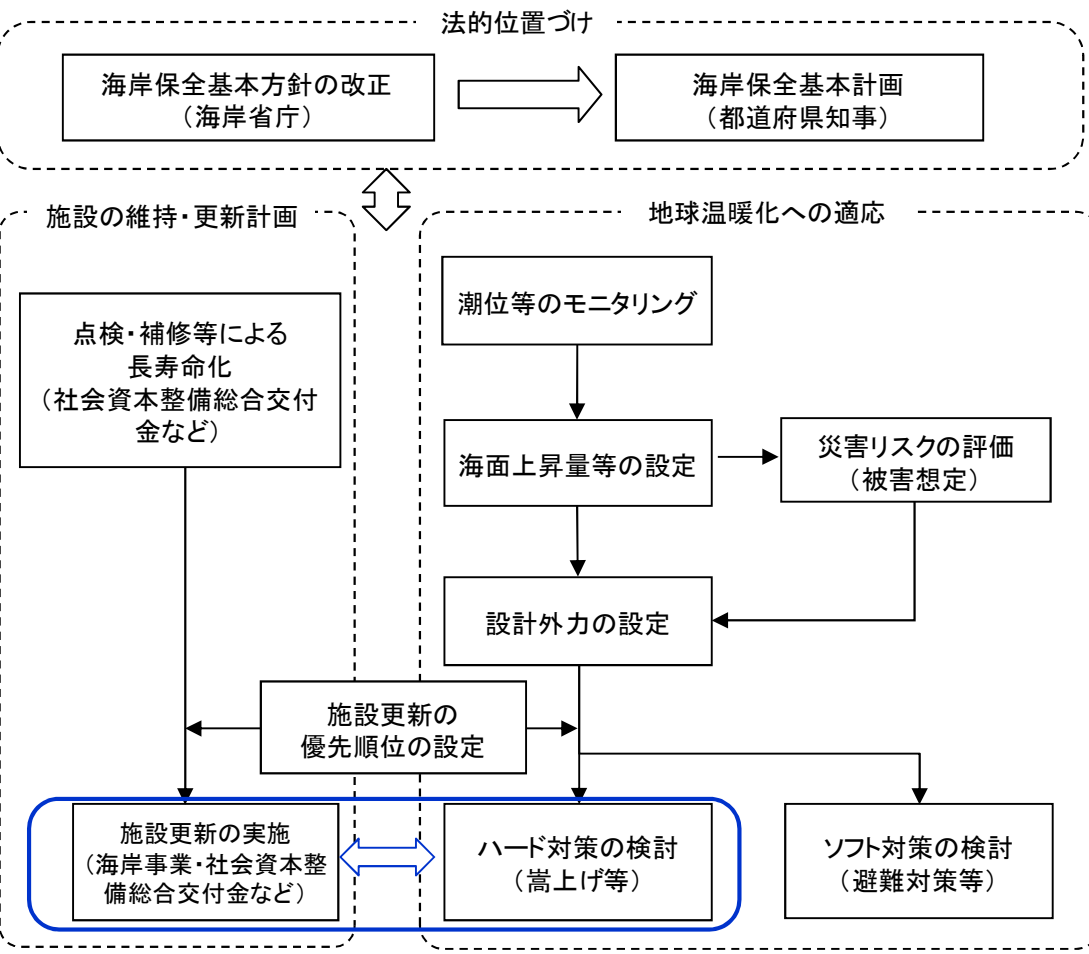 法的位置づけ
海岸保全基本方針の改正
（海岸省庁）
海岸保全基本計画
（都道府県知事）
施設の維持・更新計画
点検・補修等による
長寿命化
（社会資本整備総合交付
金など）
地球温暖化への適応
潮位等のモニタリング
海面上昇量等の設定
災害リスクの評価
（被害想定）
設計外力の設定
施設更新の
優先順位の設定
施設更新の実施
（海岸事業・社会資本整
備総合交付金など）
ハード対策の検討
（嵩上げ等）
ソフト対策の検討
（避難対策等）